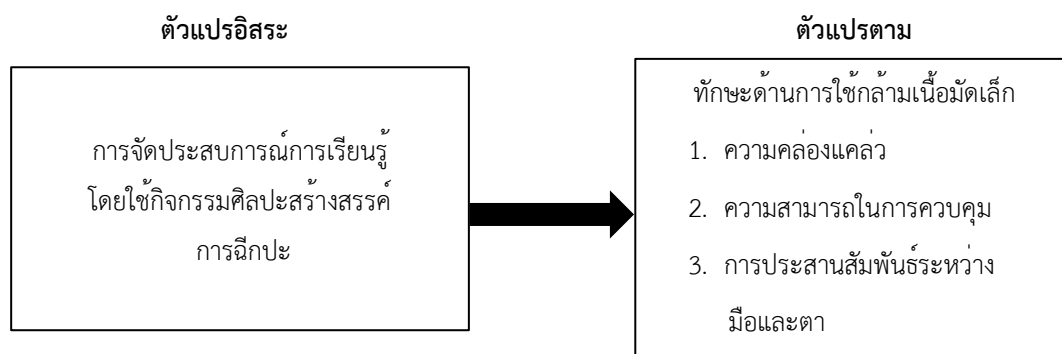 ตัวแปรอิสระ
การจัดประสบการณ์การเรียนรู้
โดยใช้กิจกรรมศิลปะสร้างสรรค์
การฉีกปะ
ตัวแปรตาม
ทักษะด้านการใช้กล้ามเนื้อมัดเล็ก
1. ความคล่องแคล่ว
2. ความสามารถในการควบคุม
3. การประสานสัมพันธ์ระหว่าง
มือและตา